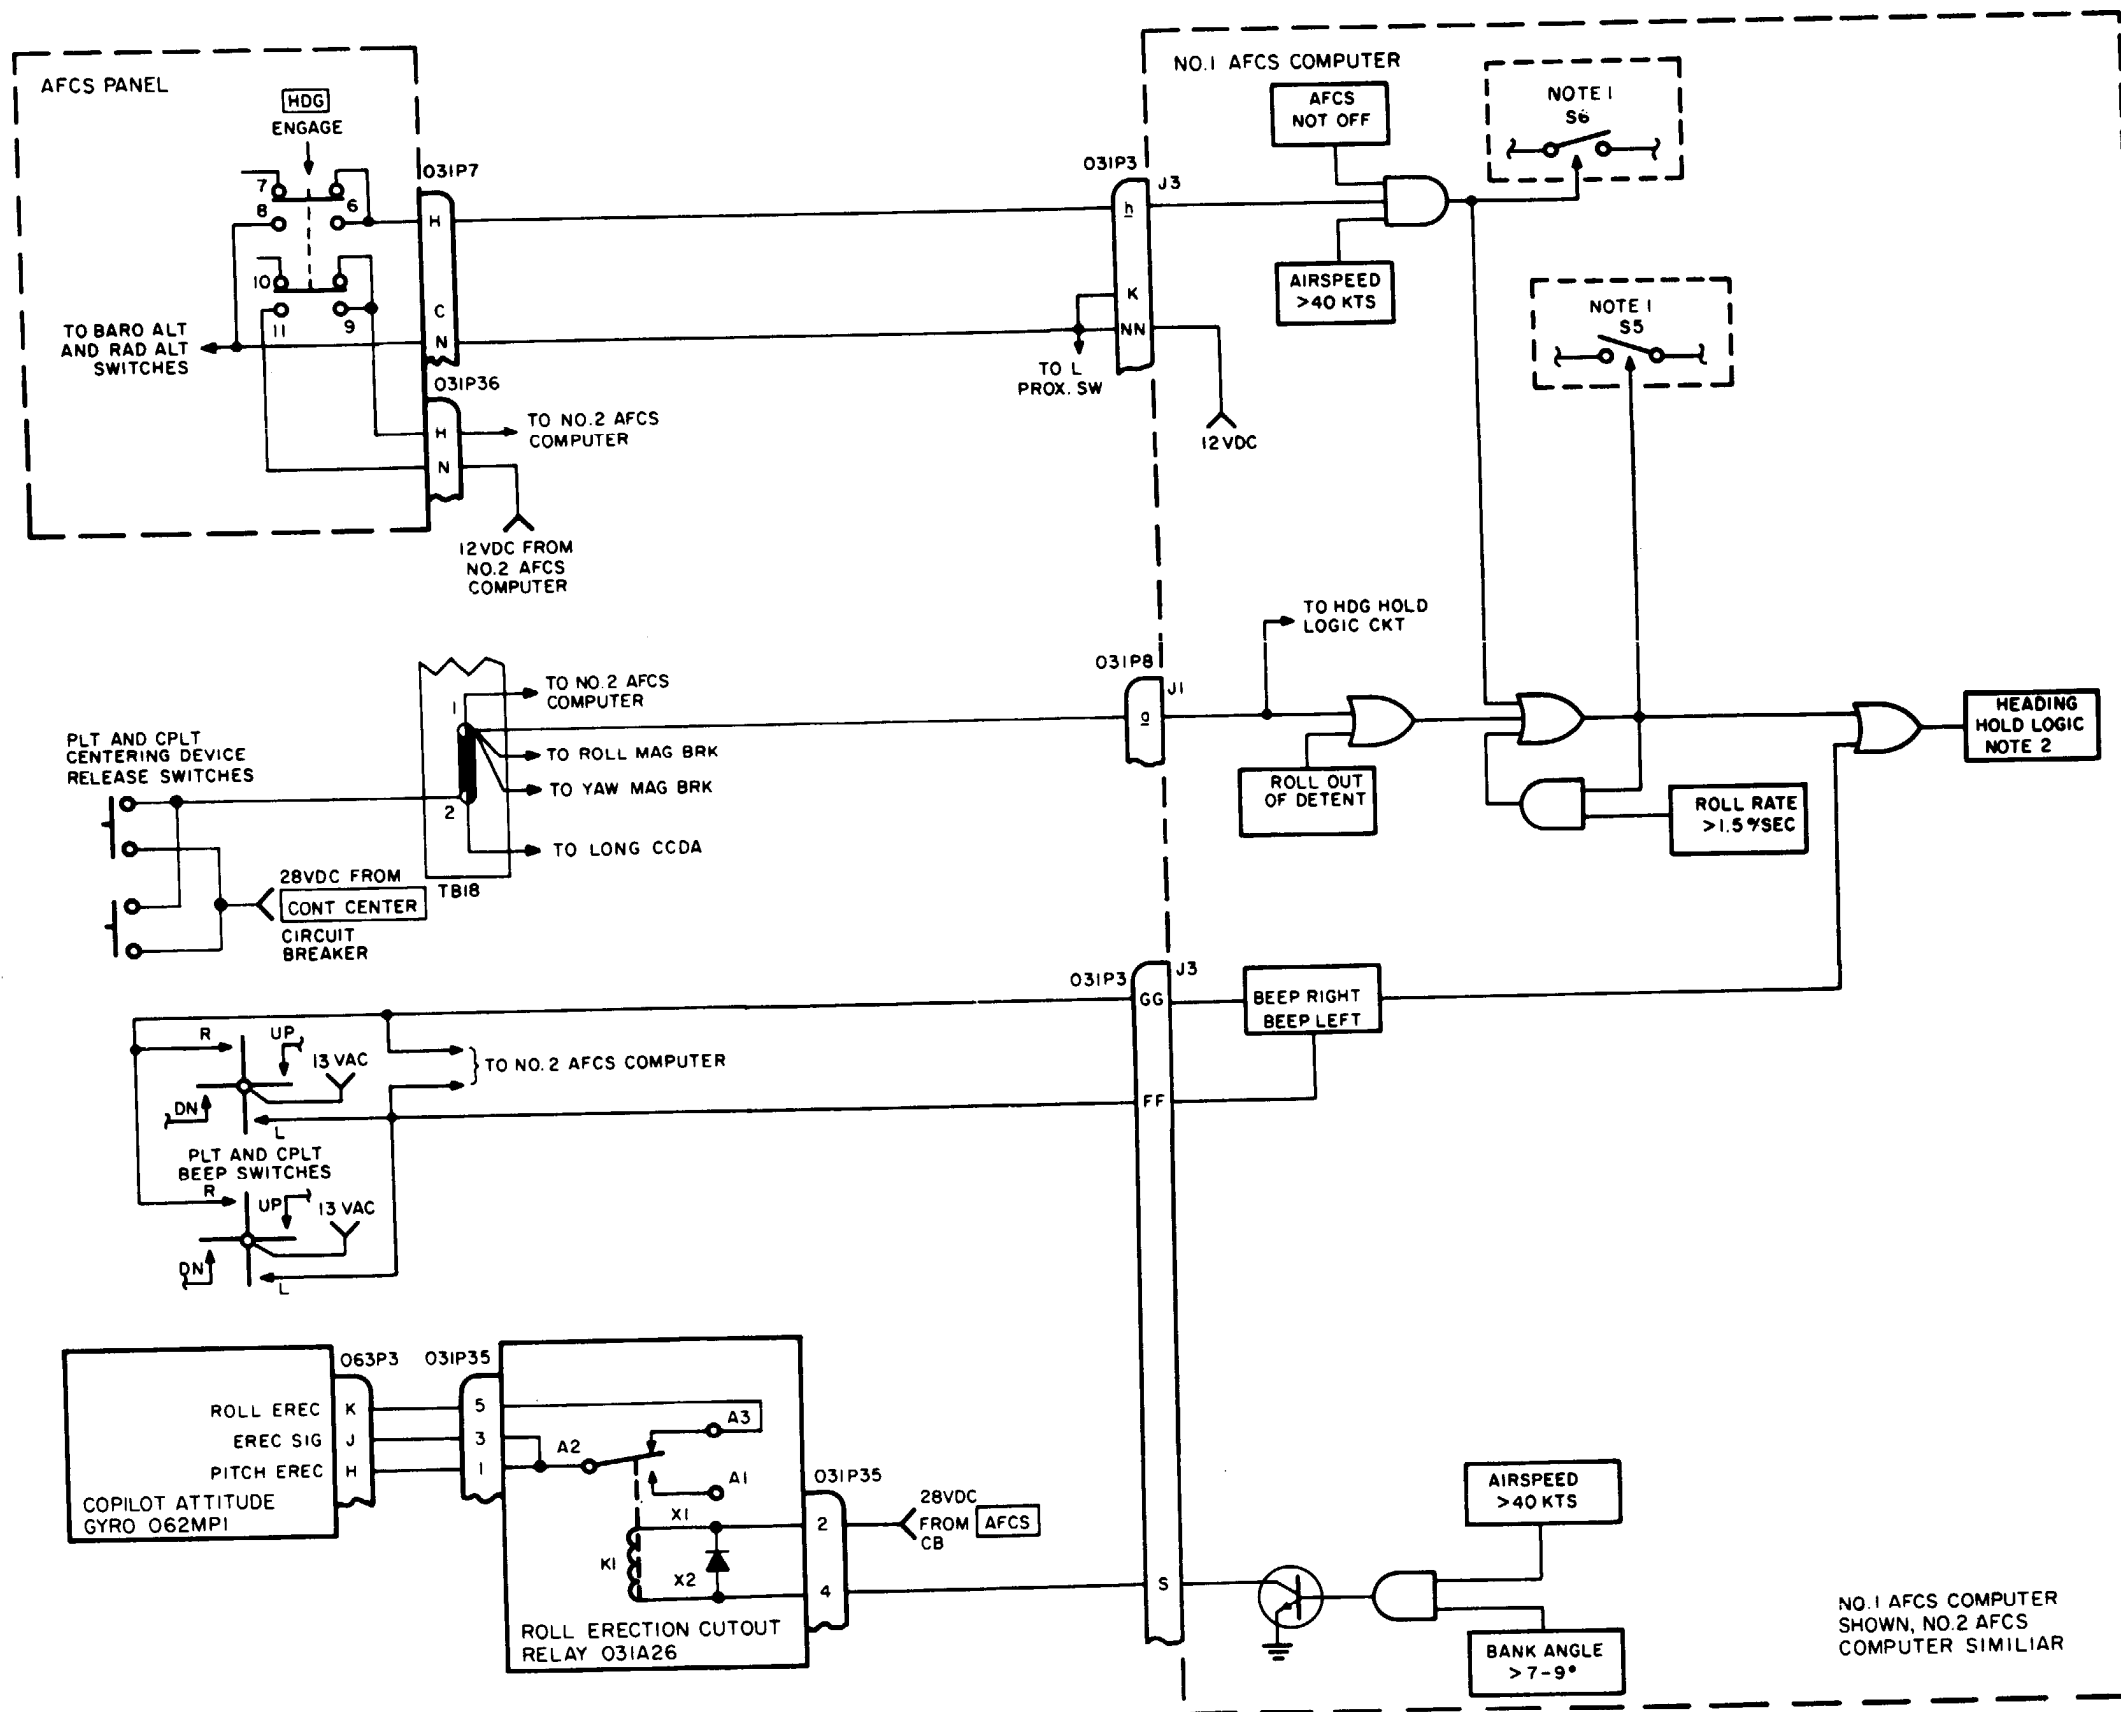 AFCS PANEL
HDG
ENGAGE
7
8
6
10
11
9
TO BARO ALT
AND RAD ALT
SWITCHES
031P7
H
C
N
031P36
H
N
TO NO.2 AFCS
COMPUTER
12VDC FROM
NO.2 AFCS
COMPUTER
NO.1 AFCS COMPUTER
AFCS
NOT OFF
031P3
J3
h
K
NN
TO L
PROX. SW
12VDC
AIRSPEED
>40 KTS
NOTE 1
S6
NOTE 1
S5
TO HDG HOLD
LOGIC CKT
031P8
J1
a
ROLL OUT
OF DETENT
ROLL RATE
>1.5°/SEC
HEADING
HOLD LOGIC
NOTE 2
1
TO NO.2 AFCS
COMPUTER
TO ROLL MAG BRK
TO YAW MAG BRK
2
TO LONG CCDA
TB18
PLT AND CPLT
CENTERING DEVICE
RELEASE SWITCHES
28VDC FROM
CONT CENTER
CIRCUIT
BREAKER
031P3
J3
GG
FF
BEEP RIGHT
BEEP LEFT
R
UP
13 VAC
DN
L
TO NO.2 AFCS COMPUTER
PLT AND CPLT
BEEP SWITCHES
R
UP
13 VAC
DN
L
063P3
031P35
ROLL EREC K 5
EREC SIG J 3
PITCH EREC H 1
COPILOT ATTITUDE
GYRO 062MP1
A2
A3
A1
X1
K1
X2
ROLL ERECTION CUTOUT
RELAY 031A26
031P35
2
4
28VDC
FROM AFCS
CB
S
AIRSPEED
>40 KTS
BANK ANGLE
>7-9°
NO.1 AFCS COMPUTER
SHOWN, NO.2 AFCS
COMPUTER SIMILIAR